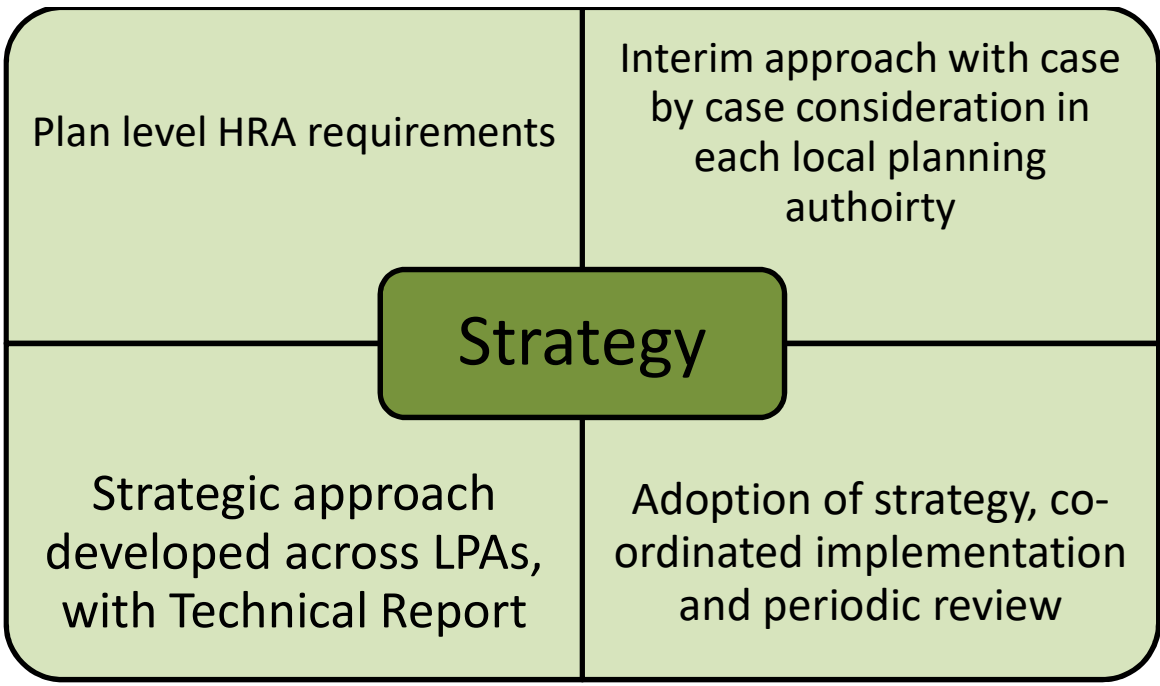 Plan level HRA requirements
Interim approach with case
by case consideration in
each local planning
authoirty
Strategy
Strategic approach
developed across LPAs,
with Technical Report
Adoption of strategy, co-
ordinated implementation
and periodic review